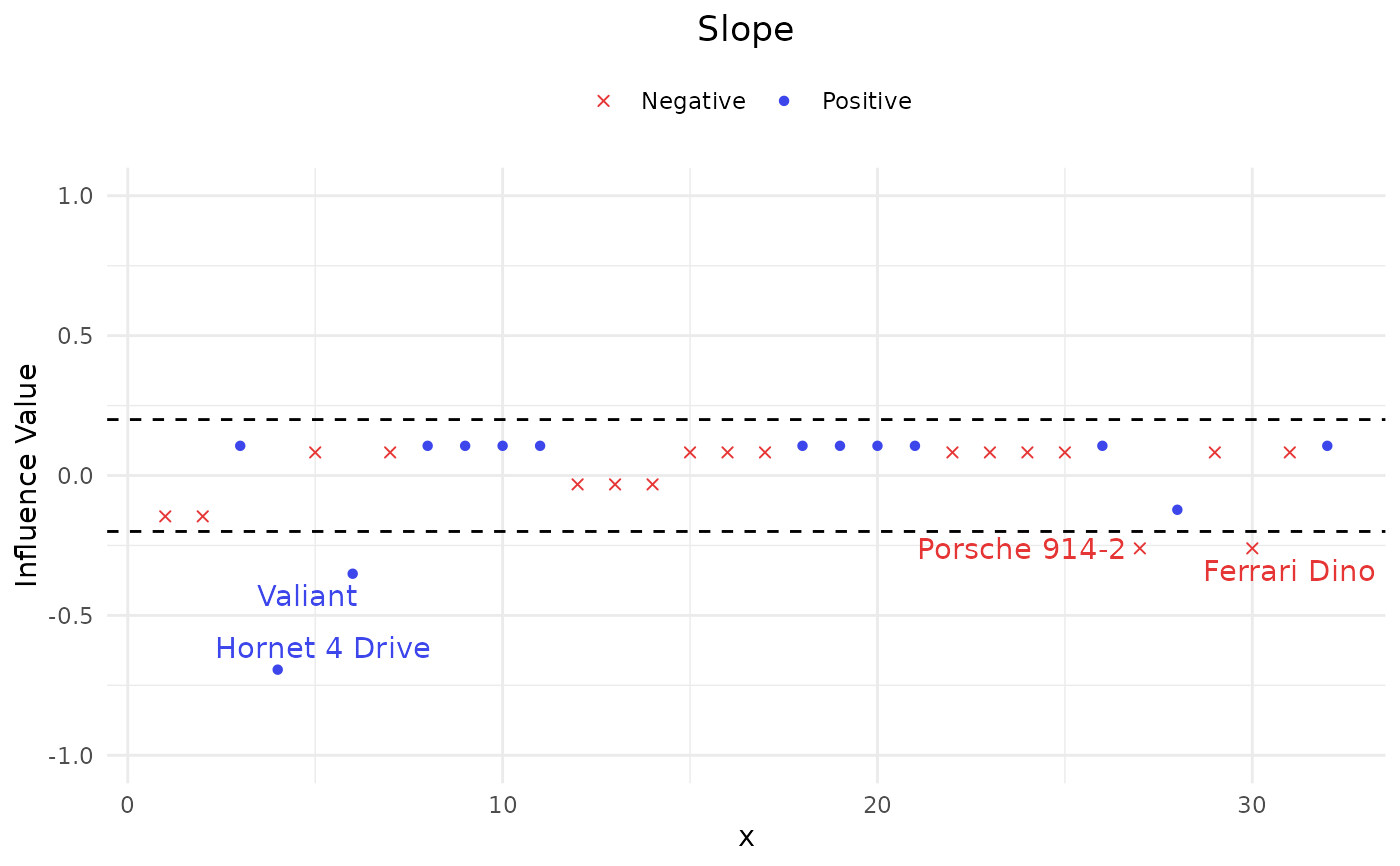 Slope
Negative Positive
1.0
0.5
0.0
-0.5
-1.0
Influence Value
Porsche 914-2
Ferrari Dino
Valiant
Hornet 4 Drive
0 10 20 30
x